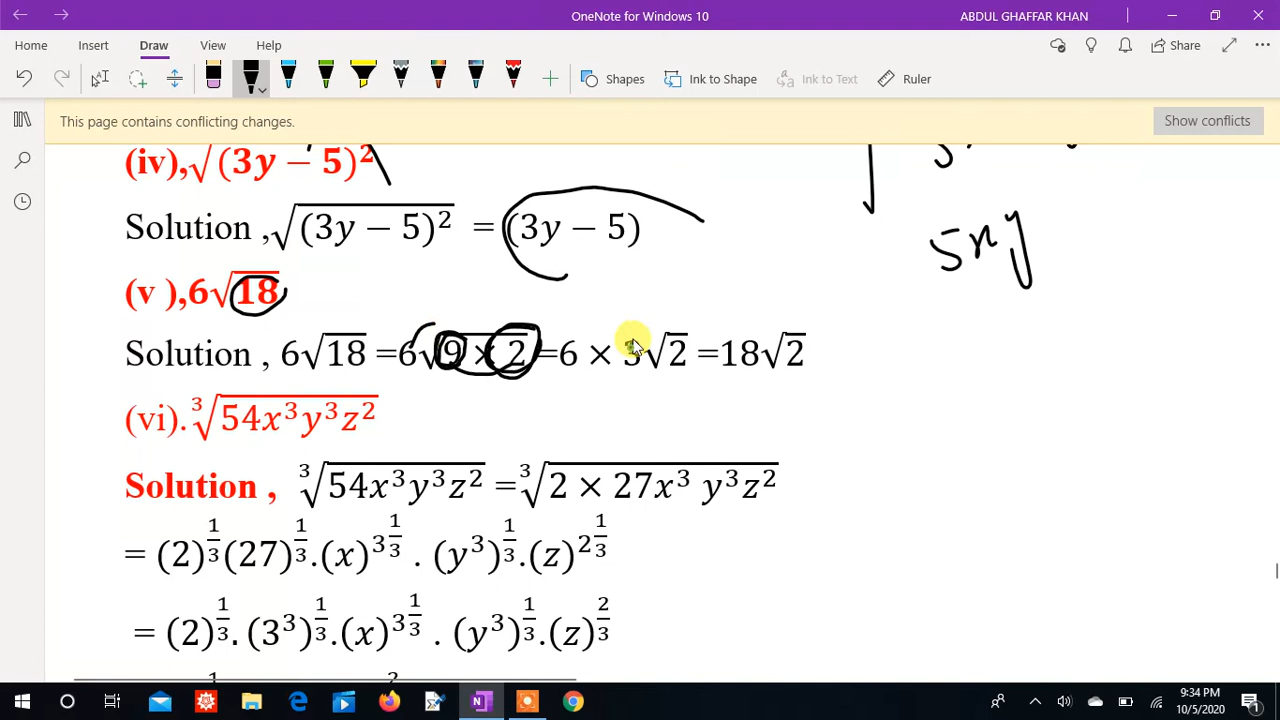 OneNote for Windows 10
ABDUL GHAFFAR KHAN
Home Insert Draw View Help
Share
Shapes Ink to Shape Ink to Text Ruler
This page contains conflicting changes.
Show conflicts
(iv),√(3y − 5)²
Solution ,√(3y − 5)² = (3y − 5)
5xy
(v ),6√18
Solution , 6√18 =6√9 × 2 =6 × 3√2 =18√2
(vi).∛54x³y³z²
Solution , ∛54x³y³z² =∛2 × 27x³ y³z²
= (2)^1/3(27)^1/3.(x)^3^1/3 . (y³)^1/3.(z)^2^1/3
= (2)^1/3.(3³)^1/3.(x)^3^1/3 . (y³)^1/3.(z)^2/3
9:34 PM
10/5/2020